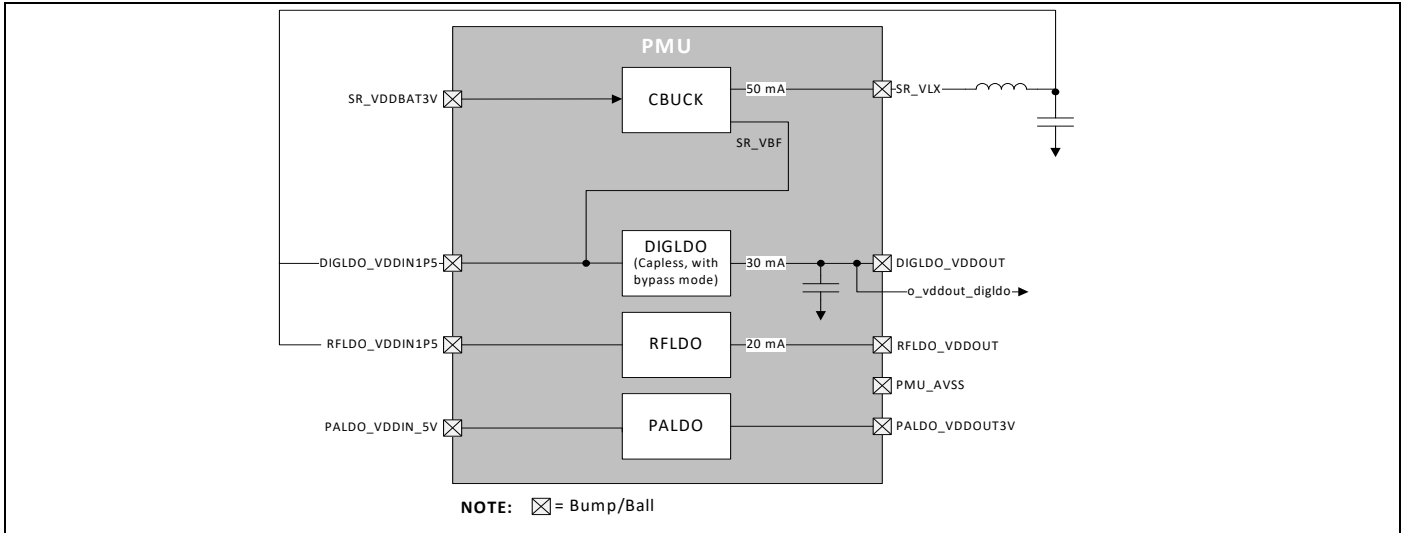 PMU
SR_VDDBAT3V
CBUCK
50 mA
SR_VLX
SR_VBF
DIGLDO_VDDIN1P5
DIGLDO
(Capless, with
bypass mode)
30 mA
DIGLDO_VDDOUT
o_vddout_digldo
RFLDO_VDDIN1P5
RFLDO
20 mA
RFLDO_VDDOUT
PMU_AVSS
PALDO_VDDIN_5V
PALDO
PALDO_VDDOUT3V
NOTE: = Bump/Ball